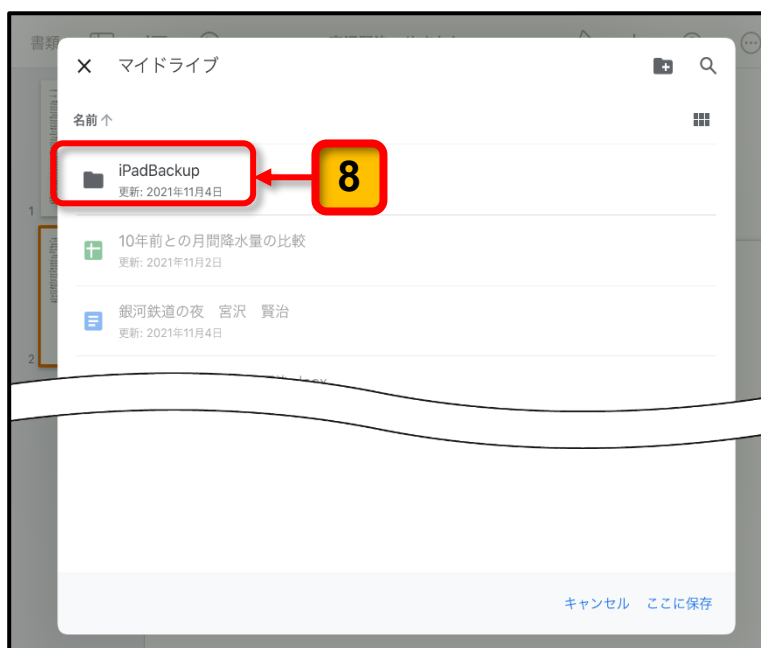 書類
マイドライブ
名前
iPadBackup
更新: 2021年11月4日
8
10年前との月間降水量の比較
更新: 2021年11月2日
銀河鉄道の夜　宮沢　賢治
更新: 2021年11月4日
1
2
キャンセル ここに保存